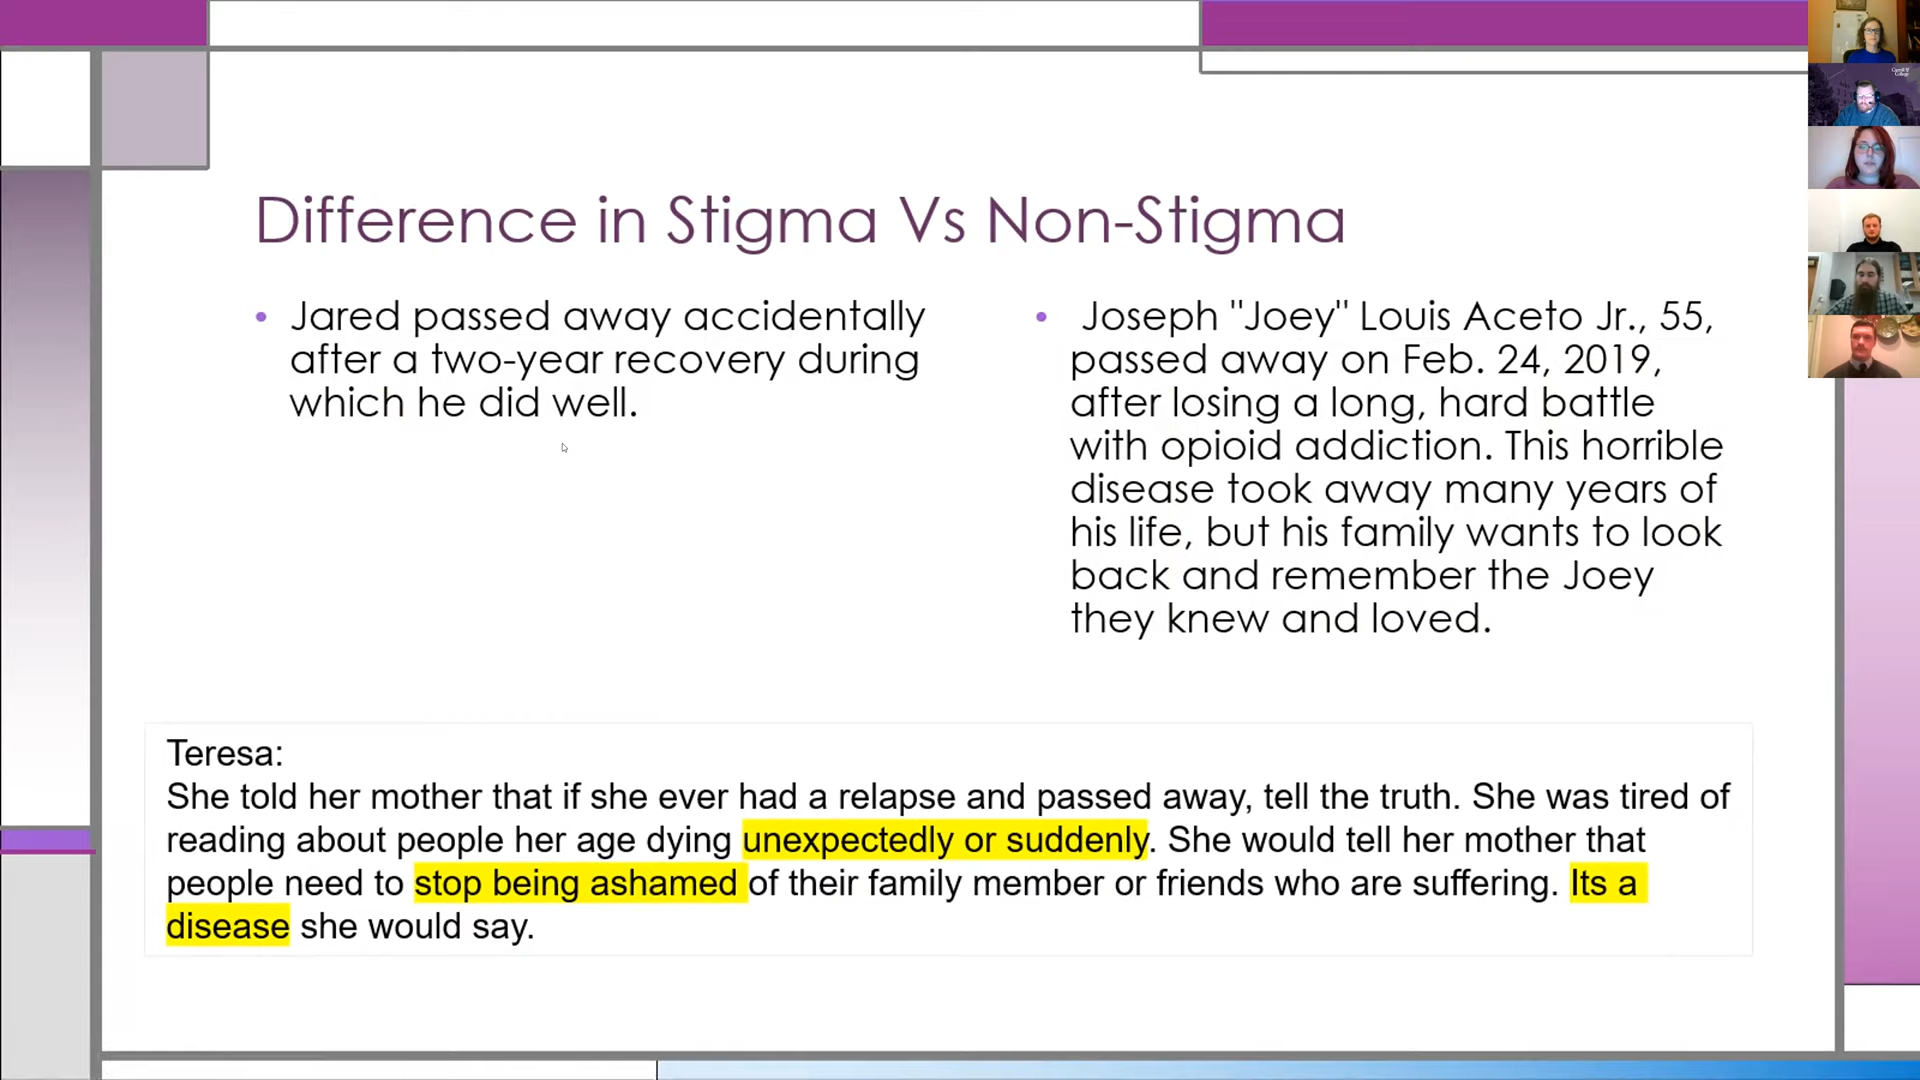 Difference in Stigma Vs Non-Stigma
• Jared passed away accidentally
after a two-year recovery during
which he did well.
• Joseph "Joey" Louis Aceto Jr., 55,
passed away on Feb. 24, 2019,
after losing a long, hard battle
with opioid addiction. This horrible
disease took away many years of
his life, but his family wants to look
back and remember the Joey
they knew and loved.
Teresa:
She told her mother that if she ever had a relapse and passed away, tell the truth. She was tired of
reading about people her age dying unexpectedly or suddenly. She would tell her mother that
people need to stop being ashamed of their family member or friends who are suffering. Its a
disease she would say.